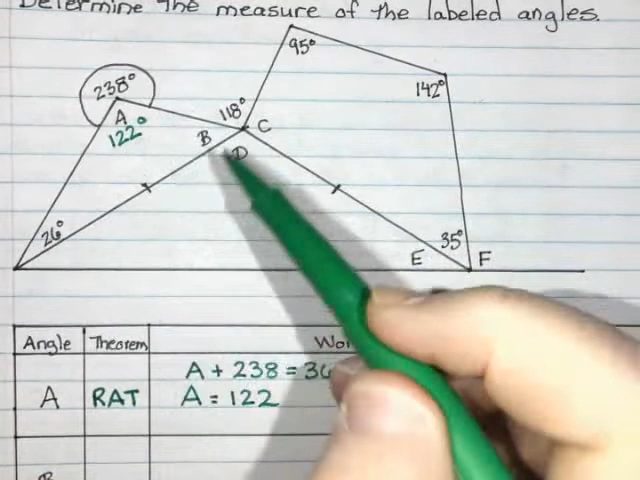 Determine the measure of the labeled angles.
95°
238°
142°
118°
A
C
122°
B
D
26°
35°
E
F
Angle Theorem
A + 238 =
A RAT A = 122